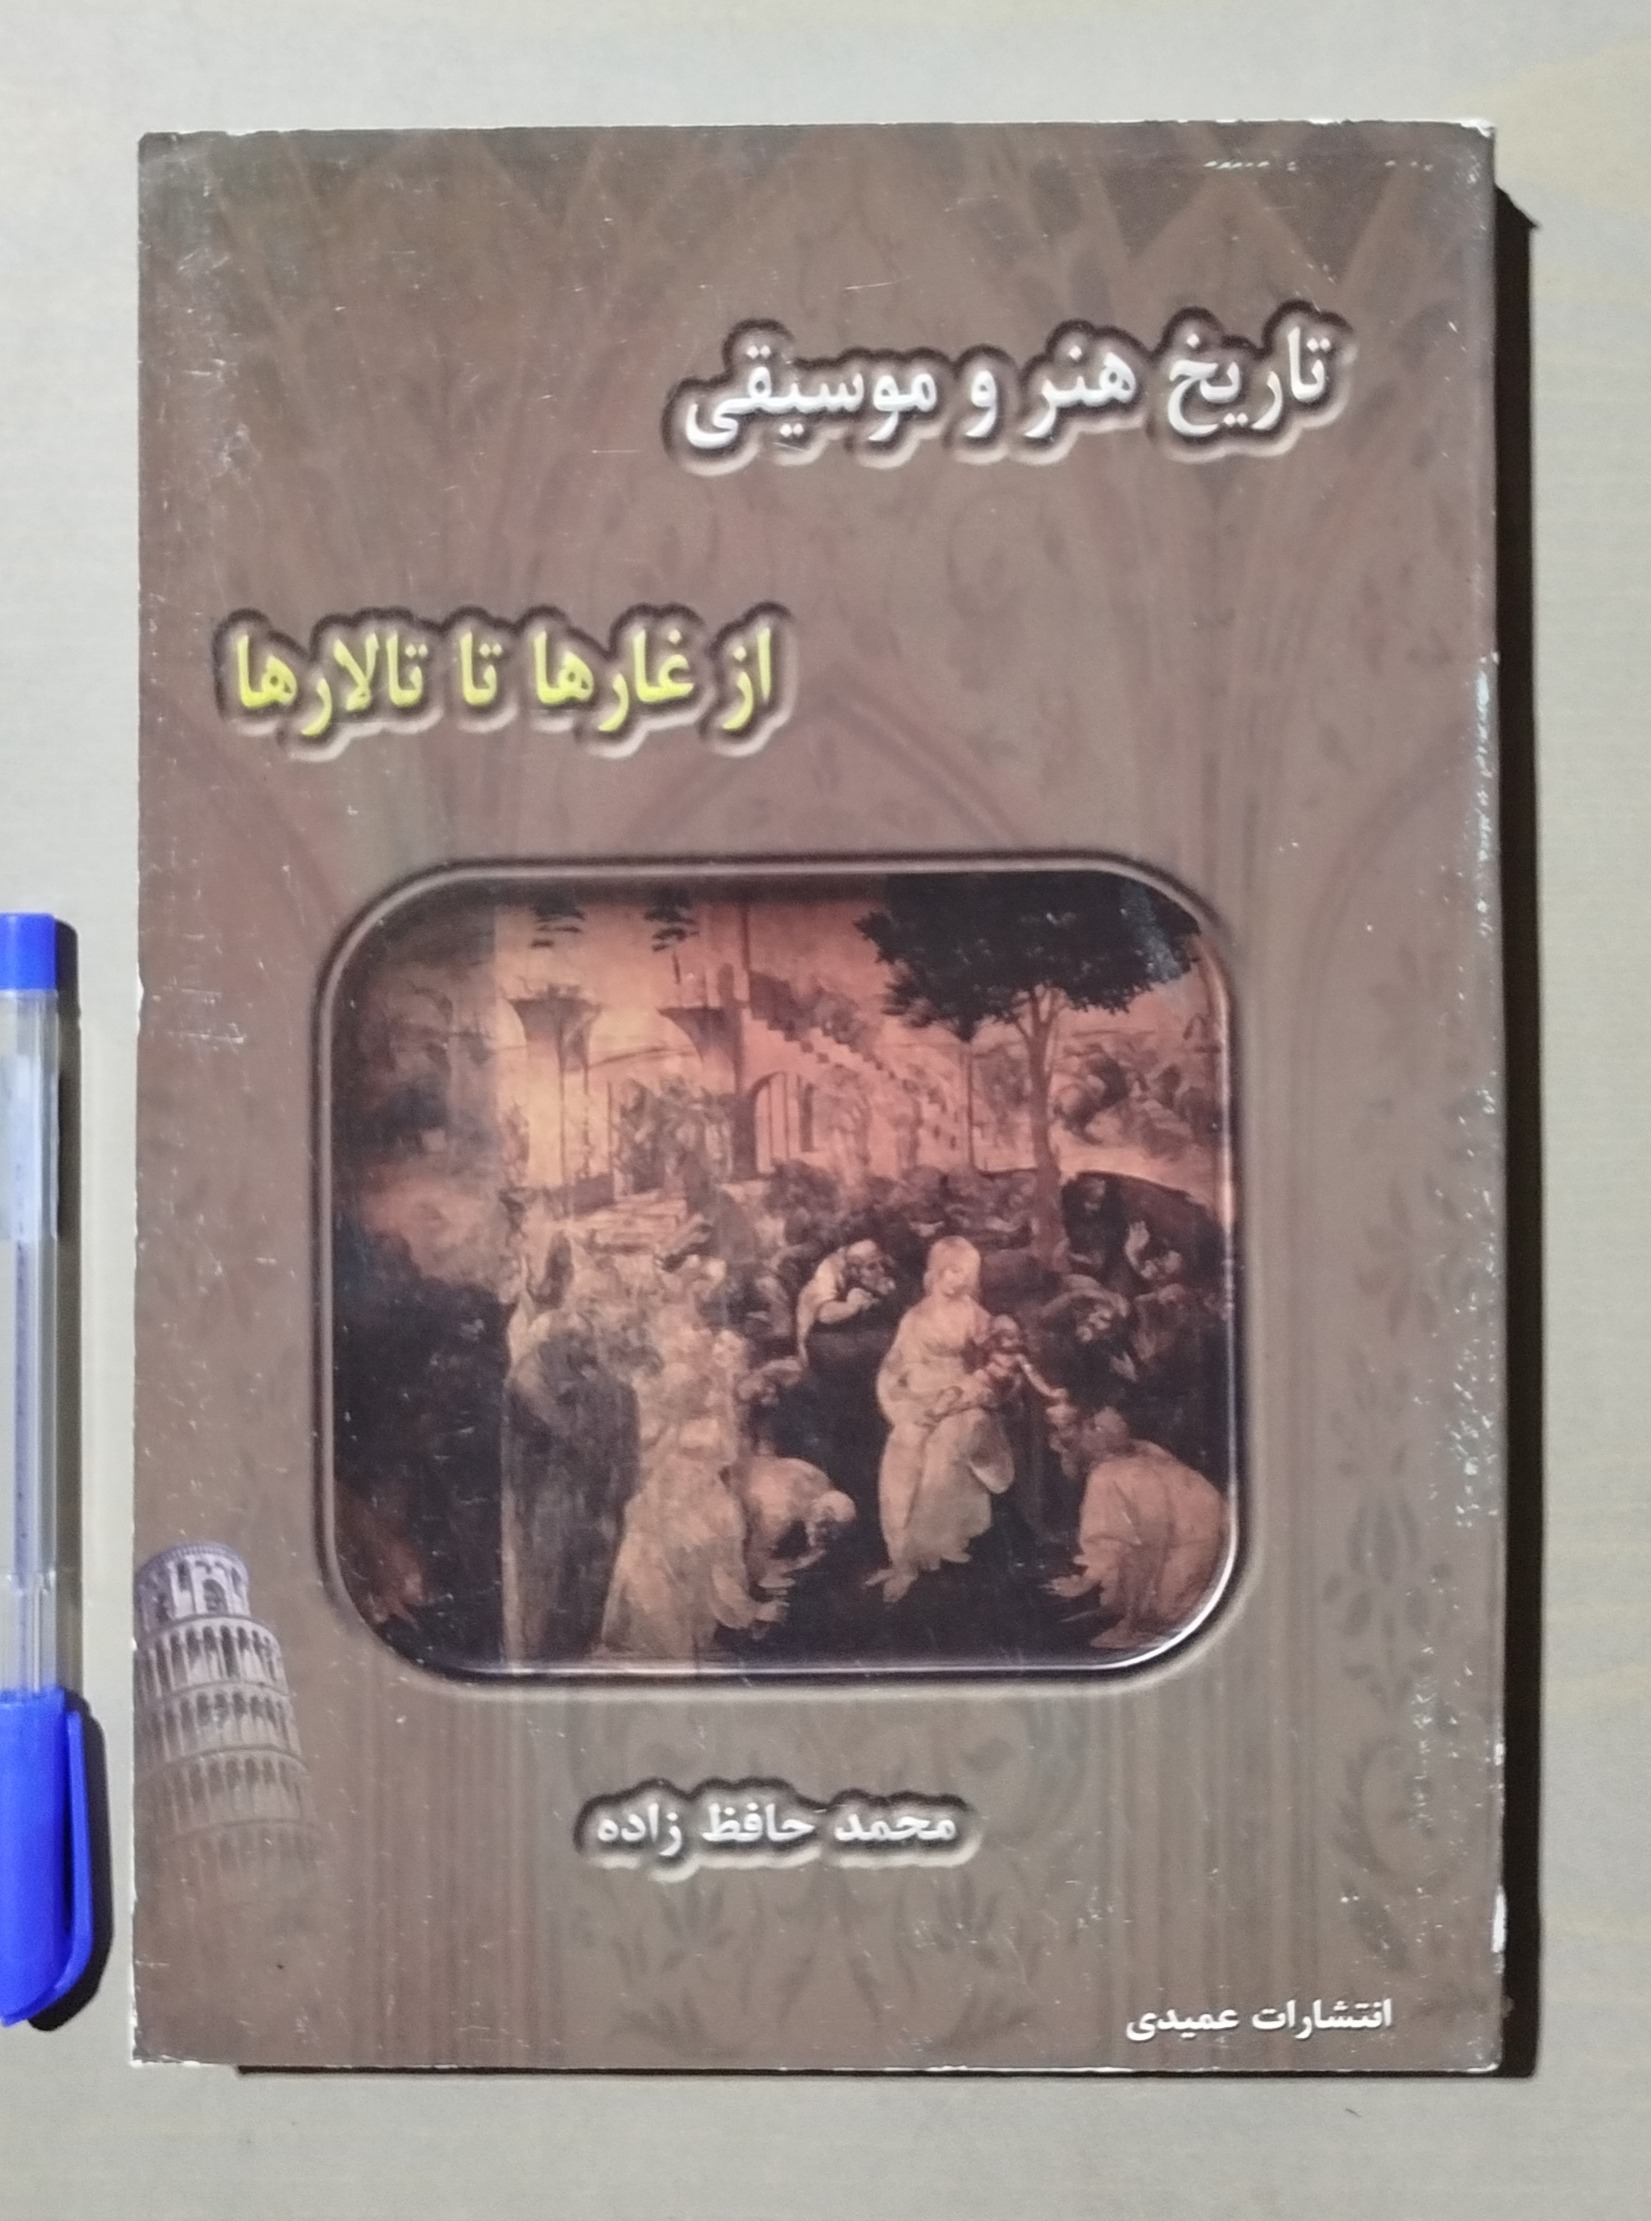 تاریخ هنر و موسیقی
از غارها تا تالارها
محمد حافظ زاده
انتشارات عمیدی